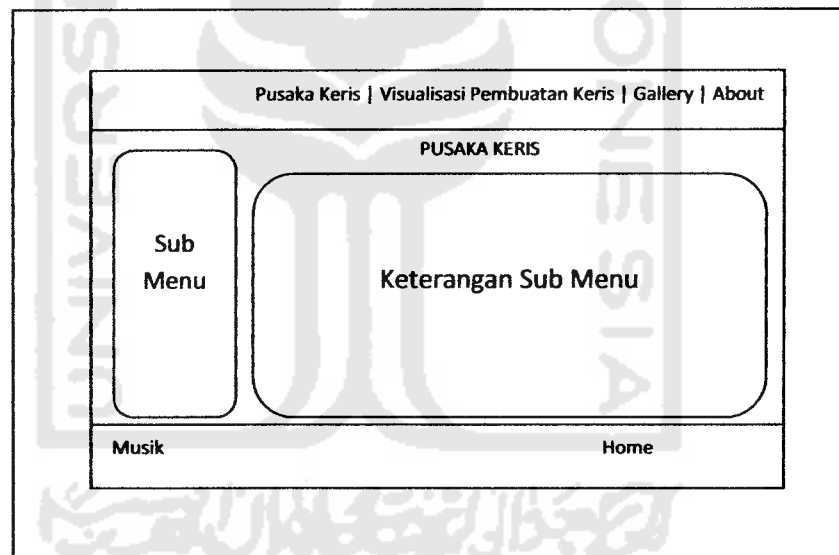 Pusaka Keris | Visualisasi Pembuatan Keris | Gallery | About
PUSAKA KERIS
Sub
Menu
Keterangan Sub Menu
Musik
Home